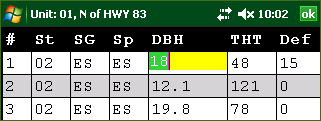 Unit: 01, N of HWY 83 10:02 ok
# St SG Sp DBH THT Def
1 02 ES ES 18 48 15
2 02 ES ES 12.1 121 0
3 02 ES ES 19.8 78 0